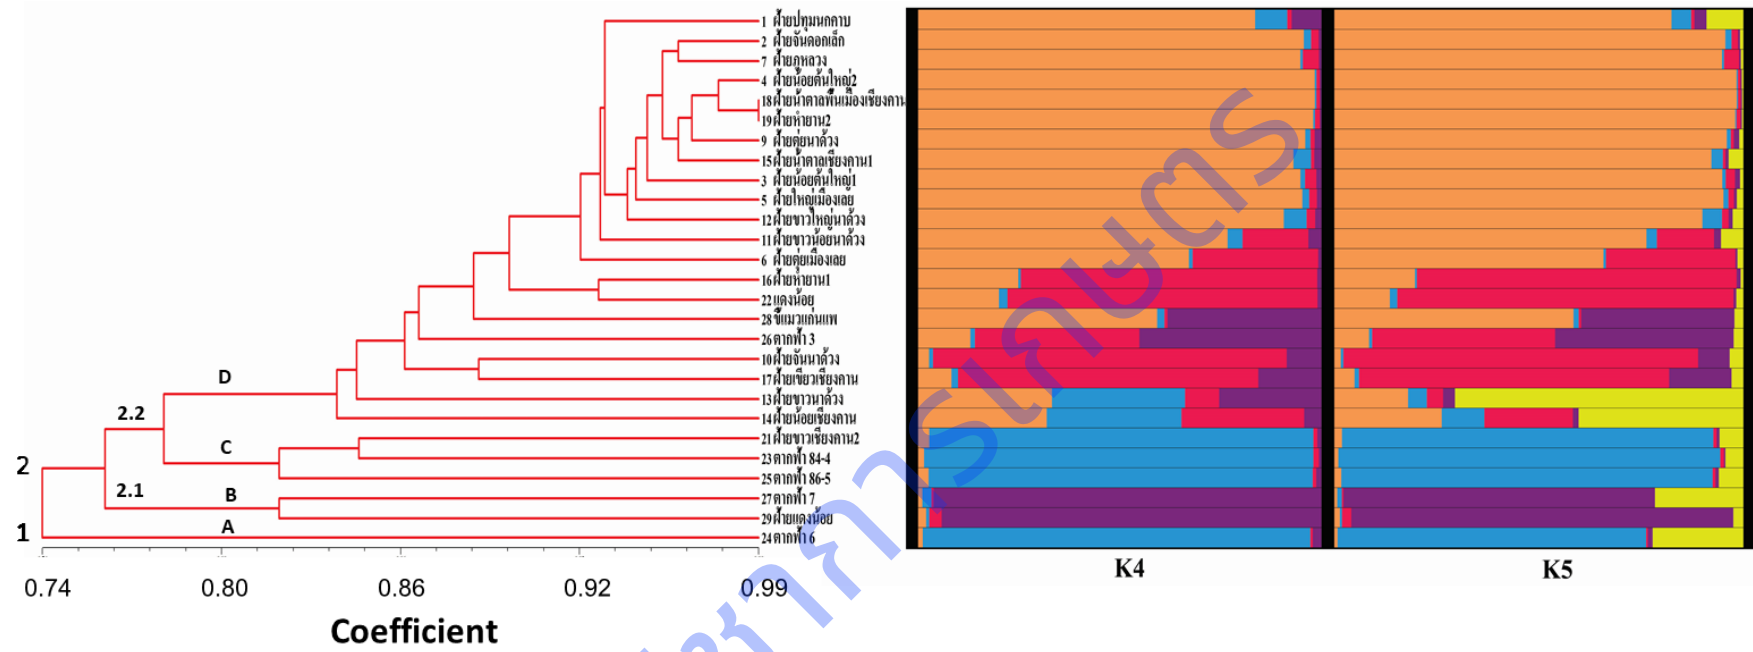 1 ฝ้ายปทุมนกคาบ
2 ฝ้ายจันดอกเล็ก
7 ฝ้ายภูหลวง
4 ฝ้ายน้อยต้นใหญ่2
18 ฝ้ายน้ำตาลพื้นเมืองเชียงคาน
19 ฝ้ายหำยาน2
9 ฝ้ายตุ่ยนาด้วง
15 ฝ้ายน้ำตาลเชียงคาน1
3 ฝ้ายน้อยต้นใหญ่1
5 ฝ้ายใหญ่เมืองเลย
12 ฝ้ายขาวใหญ่นาด้วง
11 ฝ้ายขาวน้อยนาด้วง
6 ฝ้ายตุ่ยเมืองเลย
16 ฝ้ายหำยาน1
22 แดงน้อย
28 ขี้แมวแก่นแพ
26 ตากฟ้า 3
10 ฝ้ายจันนาด้วง
17 ฝ้ายเขียวเชียงคาน
13 ฝ้ายขาวนาด้วง
14 ฝ้ายน้อยเชียงคาน
21 ฝ้ายขาวเชียงคาน2
23 ตากฟ้า 84-4
25 ตากฟ้า 86-5
27 ตากฟ้า 7
29 ฝ้ายแดงน้อย
24 ตากฟ้า 6
D
2.2
C
2
2.1
B
1
A
0.74 0.80 0.86 0.92 0.99
Coefficient
K4
K5